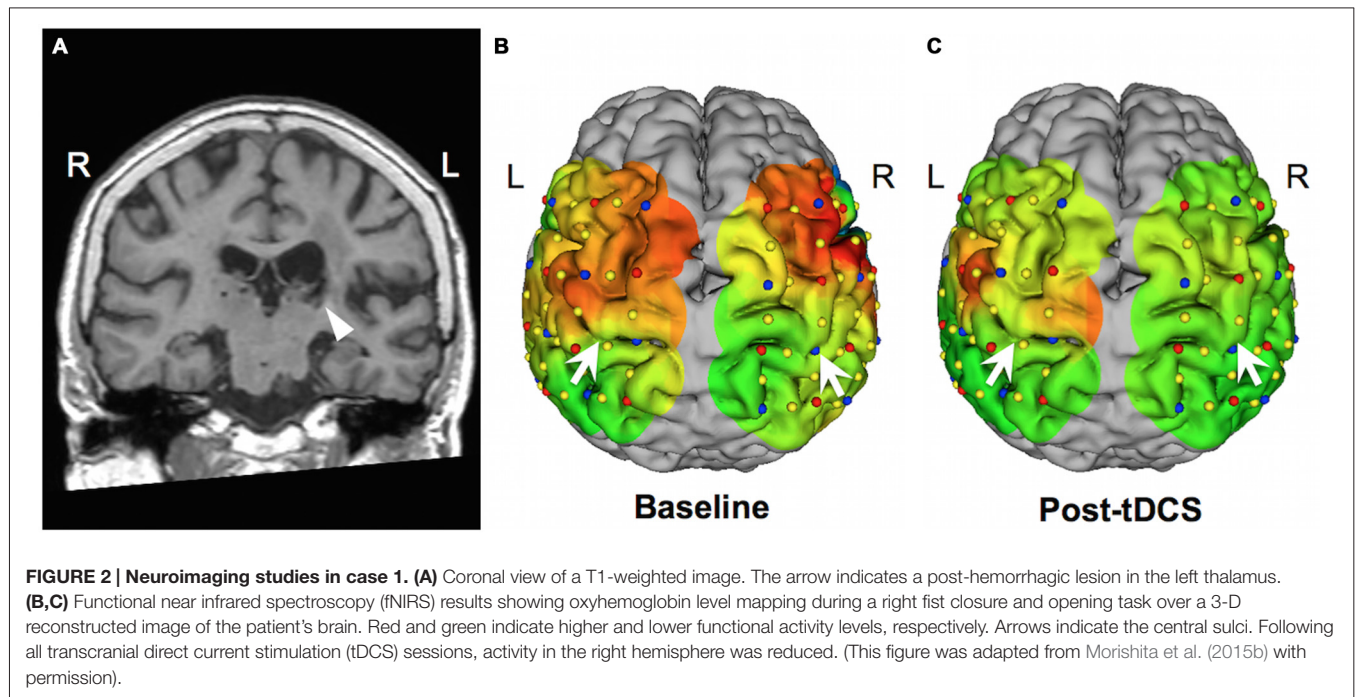 A
B
C
R
L
L
R
L
R
Baseline
Post-tDCS
FIGURE 2 | Neuroimaging studies in case 1. (A) Coronal view of a T1-weighted image. The arrow indicates a post-hemorrhagic lesion in the left thalamus.
(B,C) Functional near infrared spectroscopy (fNIRS) results showing oxyhemoglobin level mapping during a right fist closure and opening task over a 3-D
reconstructed image of the patient's brain. Red and green indicate higher and lower functional activity levels, respectively. Arrows indicate the central sulci. Following
all transcranial direct current stimulation (tDCS) sessions, activity in the right hemisphere was reduced. (This figure was adapted from Morishita et al. (2015b) with
permission).